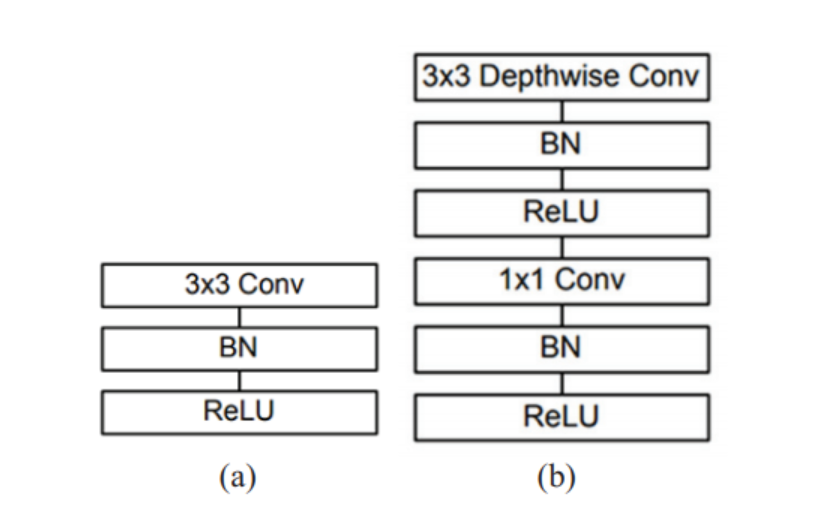 3x3 Conv
BN
ReLU
(a)
3x3 Depthwise Conv
BN
ReLU
1x1 Conv
BN
ReLU
(b)